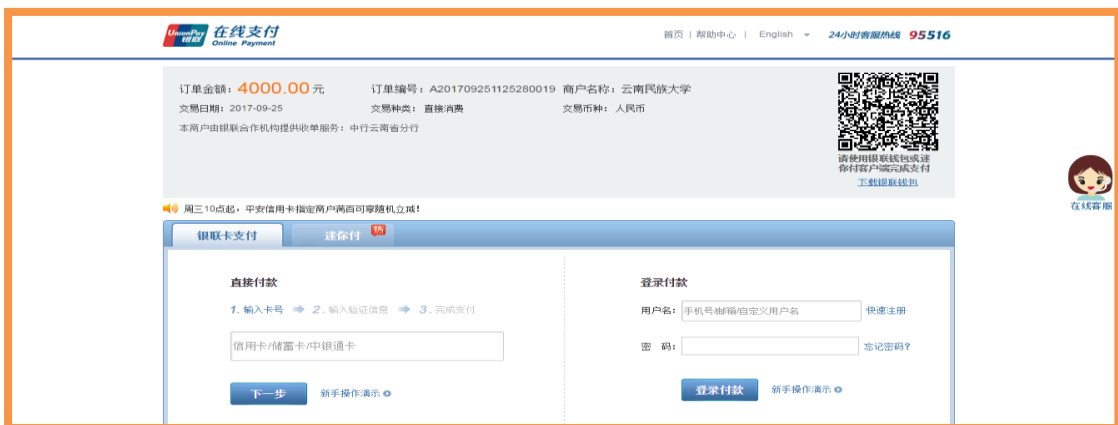 UnionPay 银联 在线支付 Online Payment
首页 | 帮助中心 | English 24小时客服热线 95516
订单金额：4000.00 元 订单编号：A201709251125280019 商户名称：云南民族大学
交易日期：2017-09-25 交易种类：直接消费 交易币种：人民币
本商户由银联合作机构提供收单服务：中行云南省分行
请使用银联钱包或迷
你付客户端完成支付
下载银联钱包
在线客服
周三10点起，平安信用卡指定商户满百可享随机立减！
银联卡支付 迷你付 热
直接付款 登录付款
1. 输入卡号 2. 输入验证信息 3. 完成支付 用户名： 手机号/邮箱/自定义用户名 快速注册
信用卡/储蓄卡/中银通卡 密 码： 忘记密码?
下一步 新手操作演示 登录付款 新手操作演示